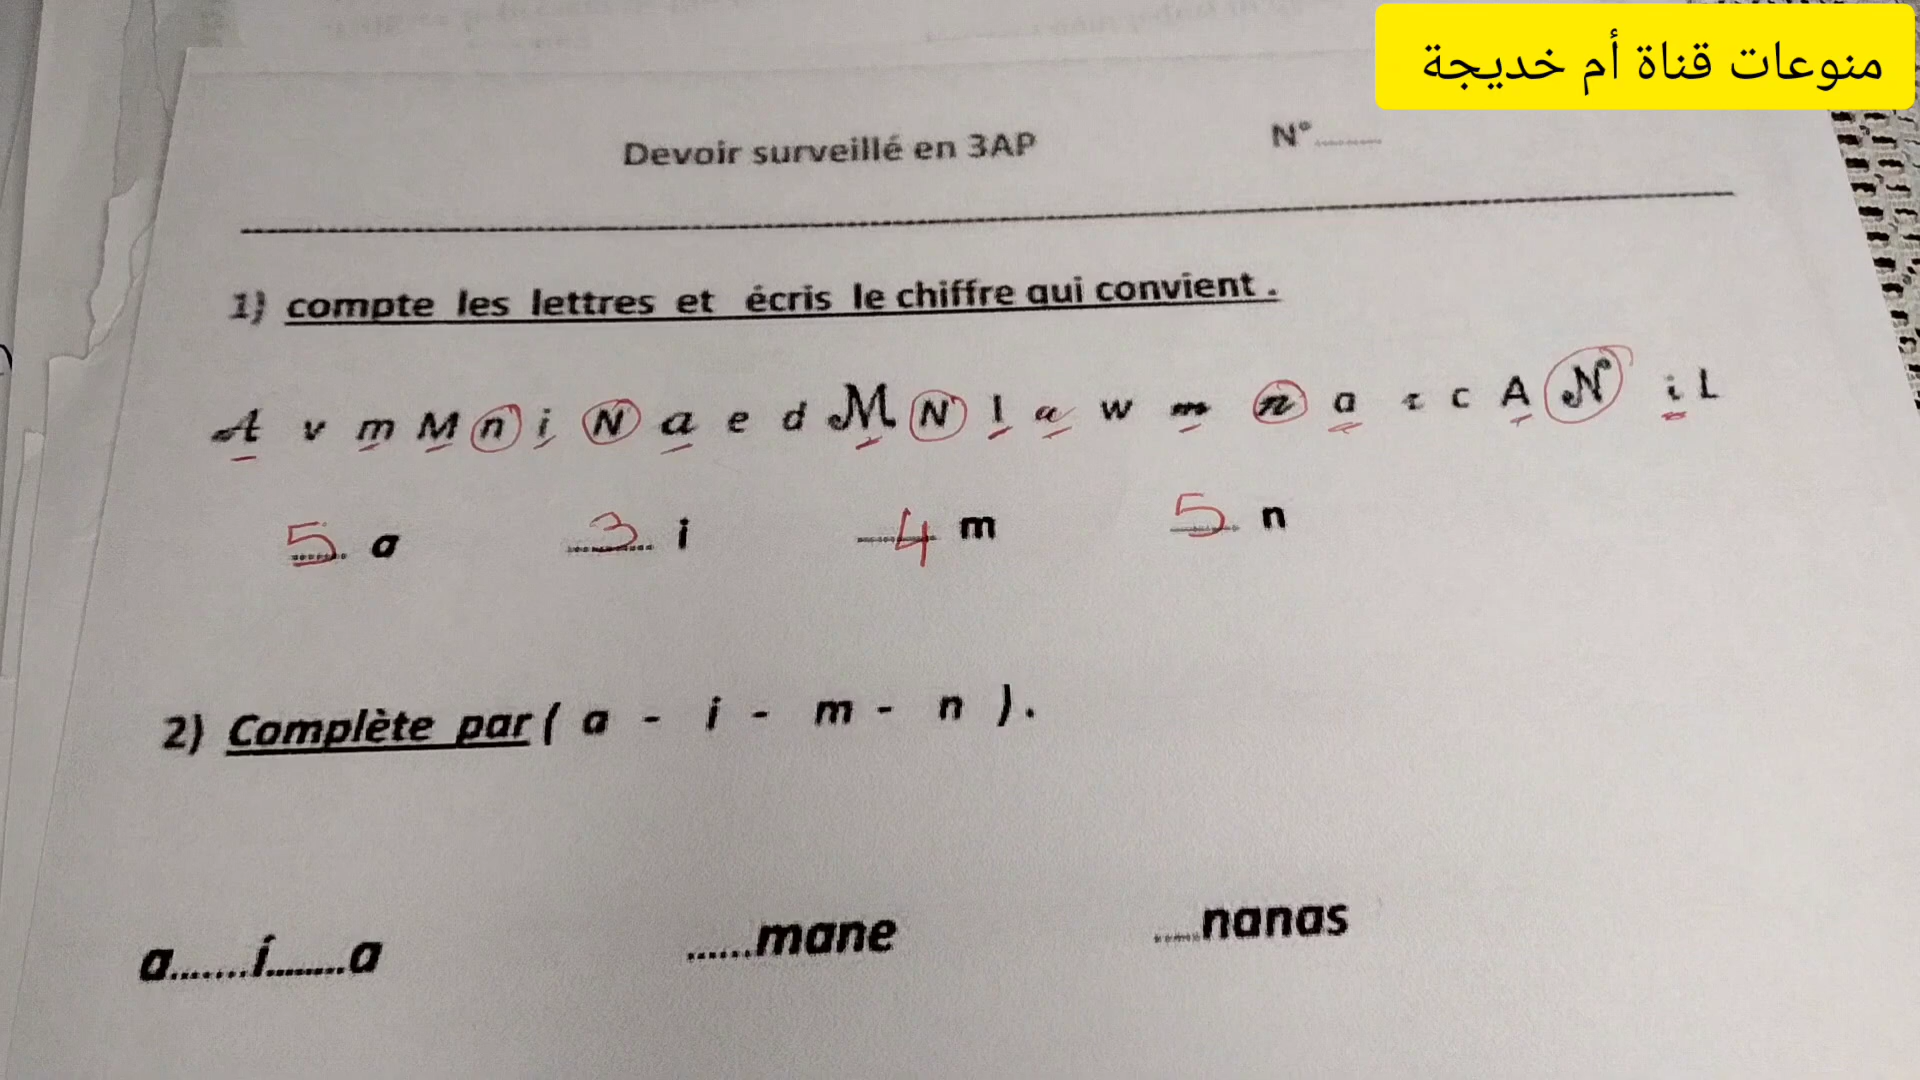 منوعات قناة أم خديجة
Devoir surveillé en 3AP N°........
1) compte les lettres et écris le chiffre qui convient .
A v m M n i N a e d M N I a w m n a r c A N i L
5 a 3 i 4 m 5 n
2) Complète par ( a - i - m - n ) .
a.......i........a ......mane .....nanas